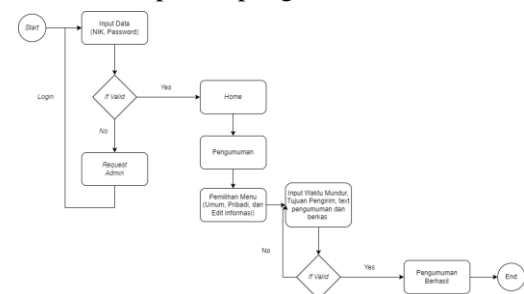 Start
Input Data
(NIK, Password)
Login
If Valid
Yes
Home
No
Request
Admin
Pengumuman
Pemilihan Menu
(Umum, Pribadi, dan
Edit Informasi)
Input Waktu Mundur,
Tujuan Pengirim, text
pengumuman dan
berkas
No
If Valid
Yes
Pengumuman
Berhasil
End